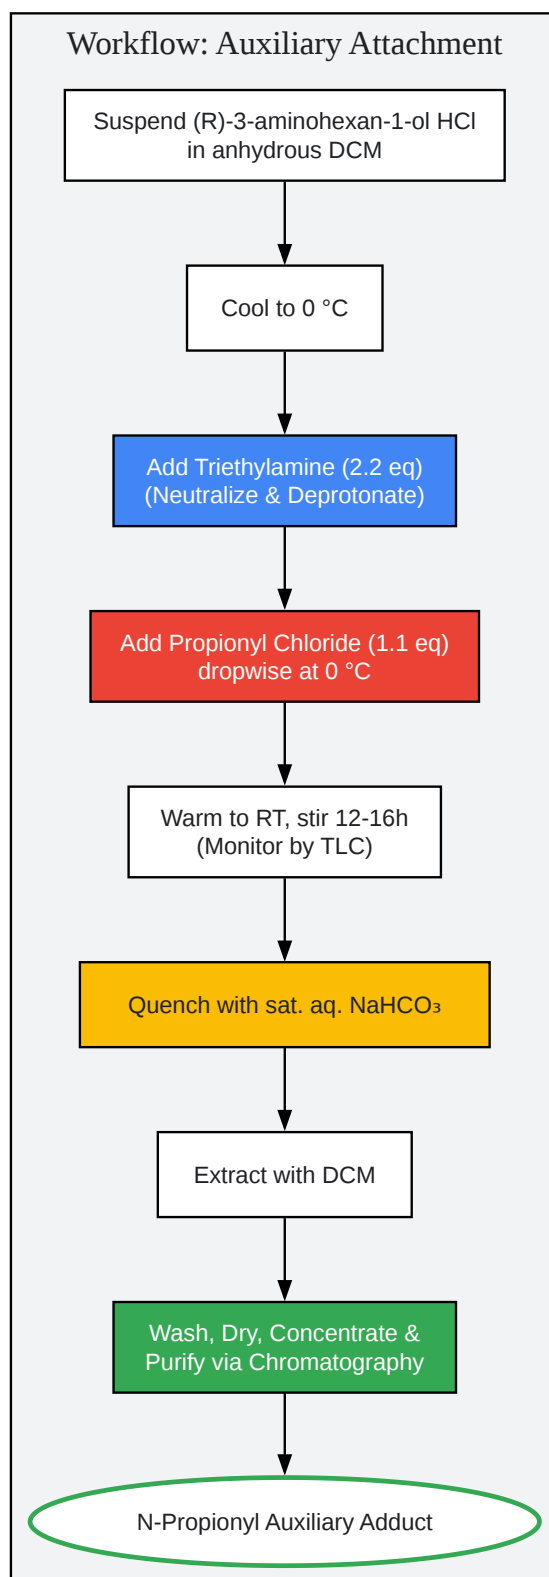 Workflow: Auxiliary Attachment
Suspend (R)-3-aminohexan-1-ol HCl
in anhydrous DCM
Cool to 0 °C
Add Triethylamine (2.2 eq)
(Neutralize & Deprotonate)
Add Propionyl Chloride (1.1 eq)
dropwise at 0 °C
Warm to RT, stir 12-16h
(Monitor by TLC)
Quench with sat. aq. NaHCO₃
Extract with DCM
Wash, Dry, Concentrate &
Purify via Chromatography
N-Propionyl Auxiliary Adduct